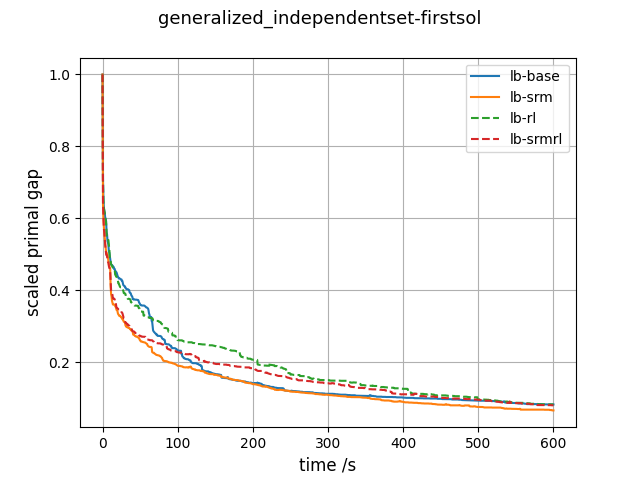 generalized_independentset-firstsol
1.0
0.8
0.6
0.4
0.2
scaled primal gap
0 100 200 300 400 500 600
time /s
lb-base
lb-srm
lb-rl
lb-srmrl